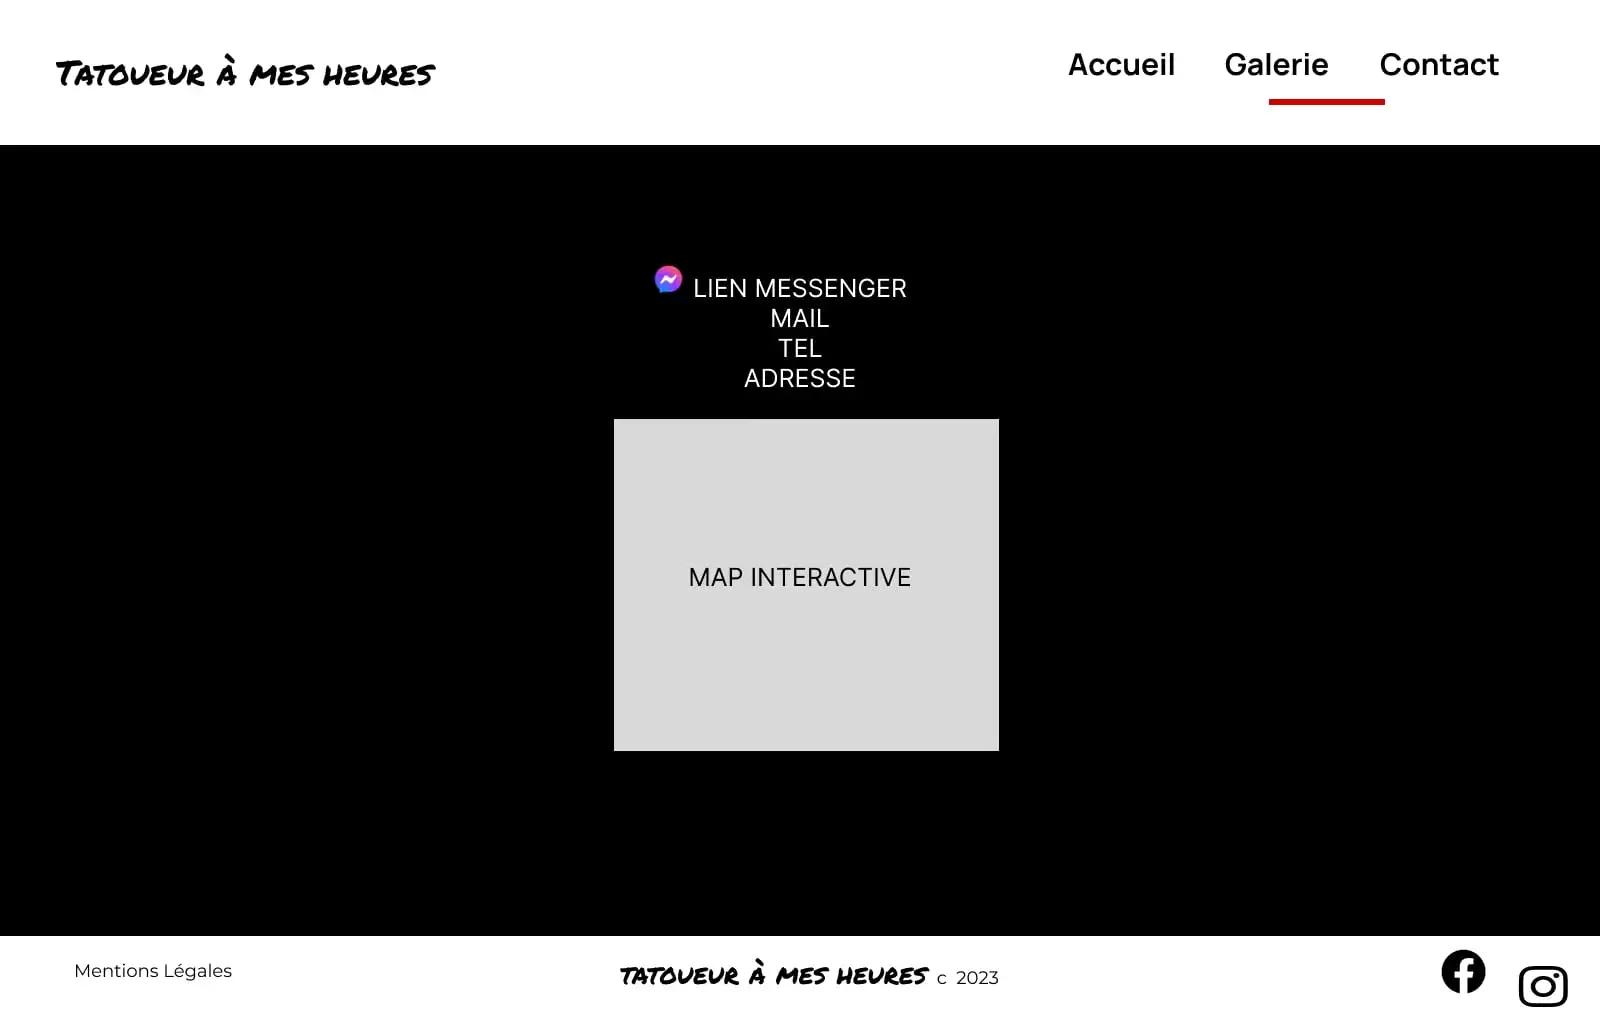 Tatoueur à mes heures
Accueil Galerie Contact
LIEN MESSENGER
MAIL
TEL
ADRESSE
MAP INTERACTIVE
Mentions Légales
tatoueur à mes heures c 2023